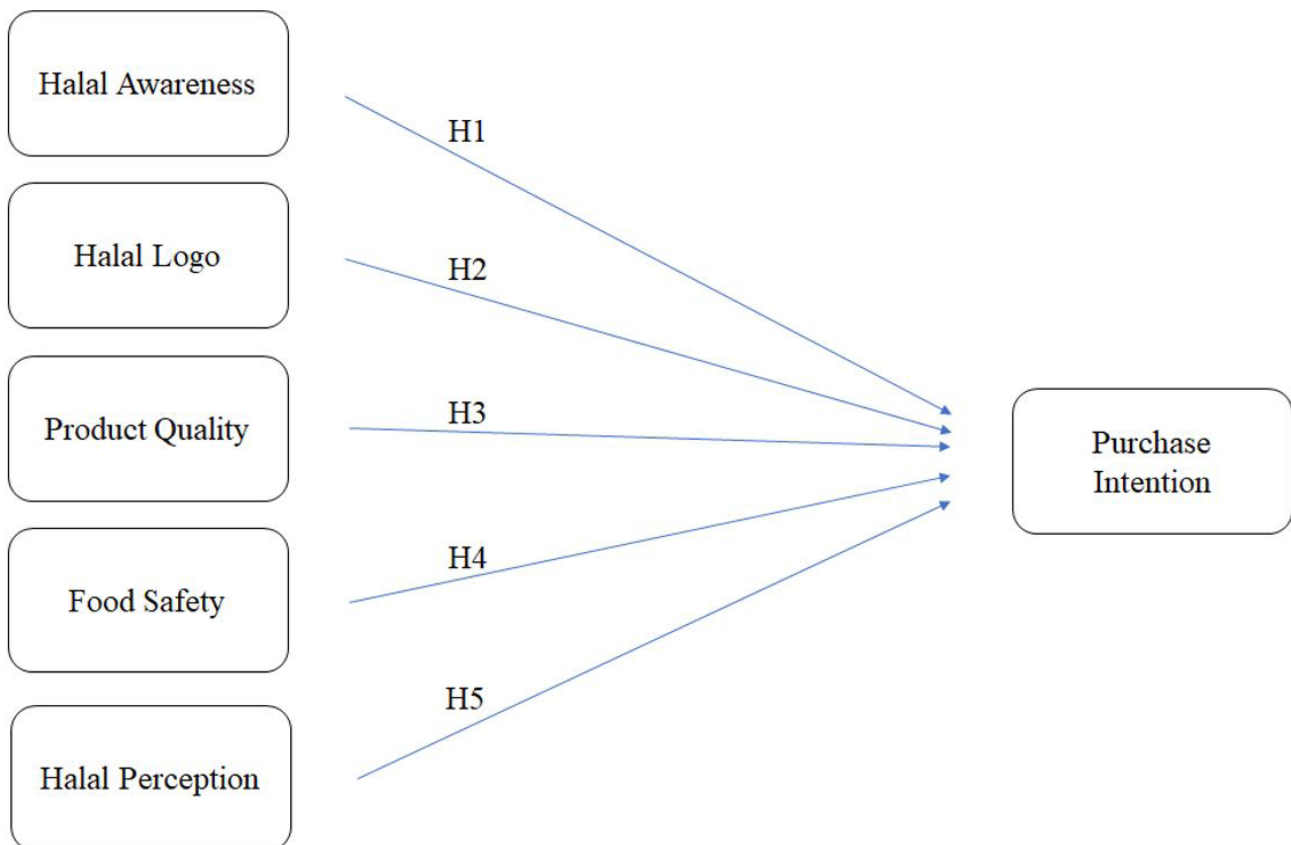 Halal Awareness
H1
Halal Logo
H2
Product Quality
H3
Purchase
Intention
Food Safety
H4
Halal Perception
H5